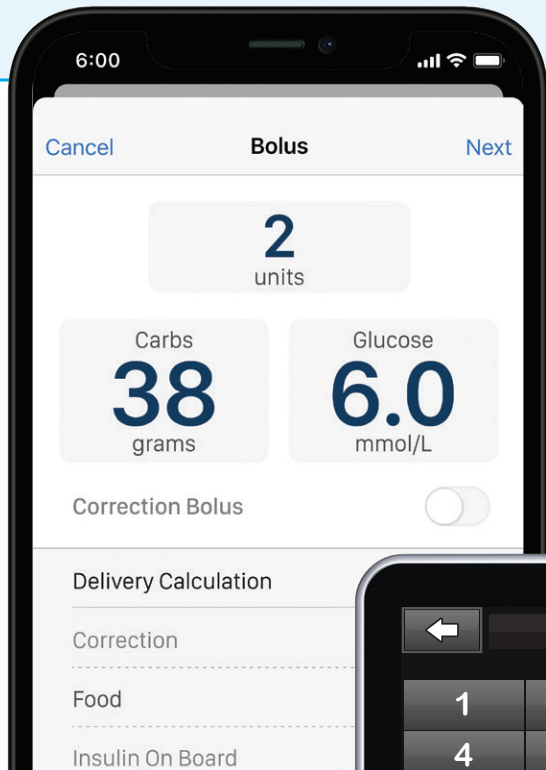 6:00
Cancel Bolus Next
2
units
Carbs Glucose
38 6.0
grams mmol/L
Correction Bolus
Delivery Calculation
Correction
Food
Insulin On Board
1
4